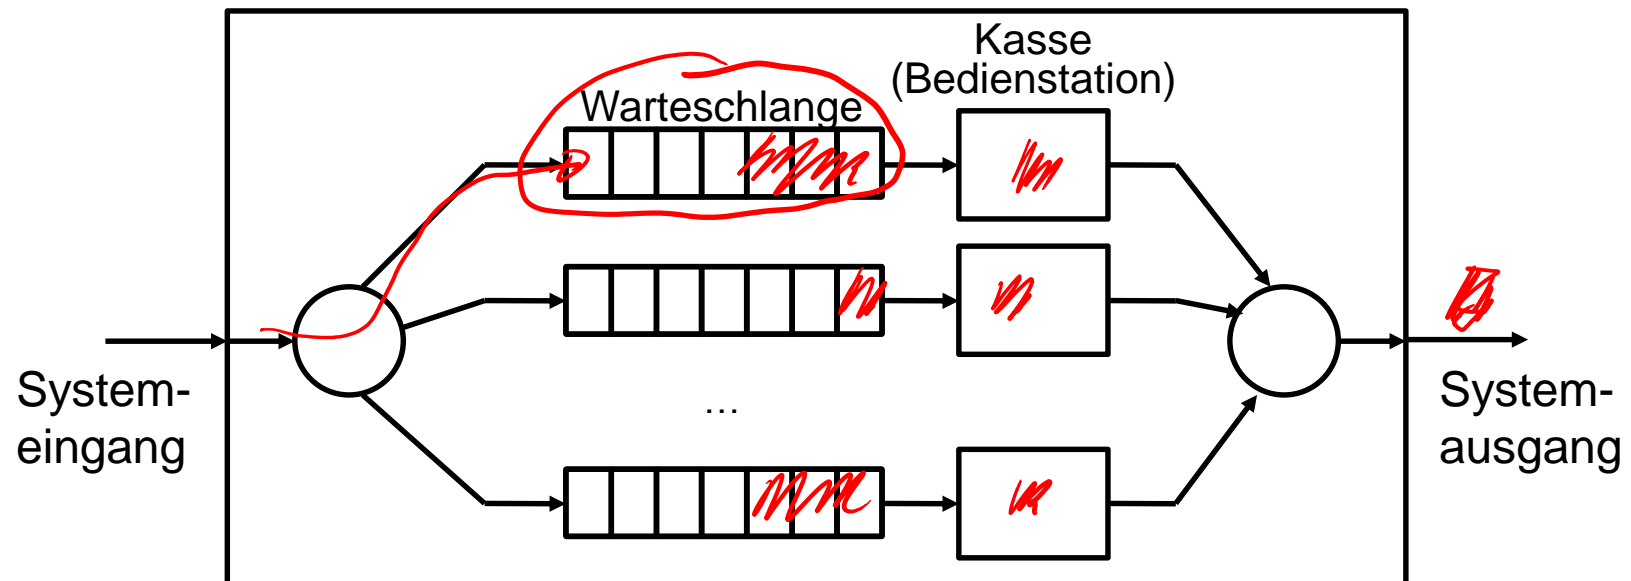 Kasse
(Bedienstation)
Warteschlange
System-
eingang
...
System-
ausgang